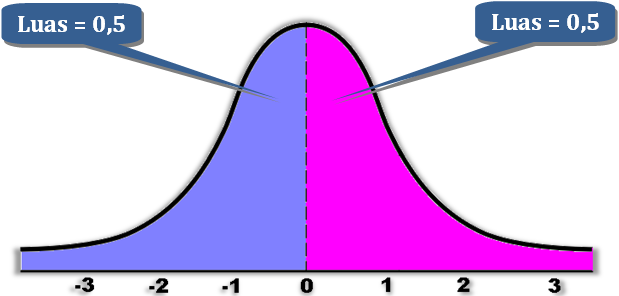 Luas = 0,5
Luas = 0,5
-3 -2 -1 0 1 2 3